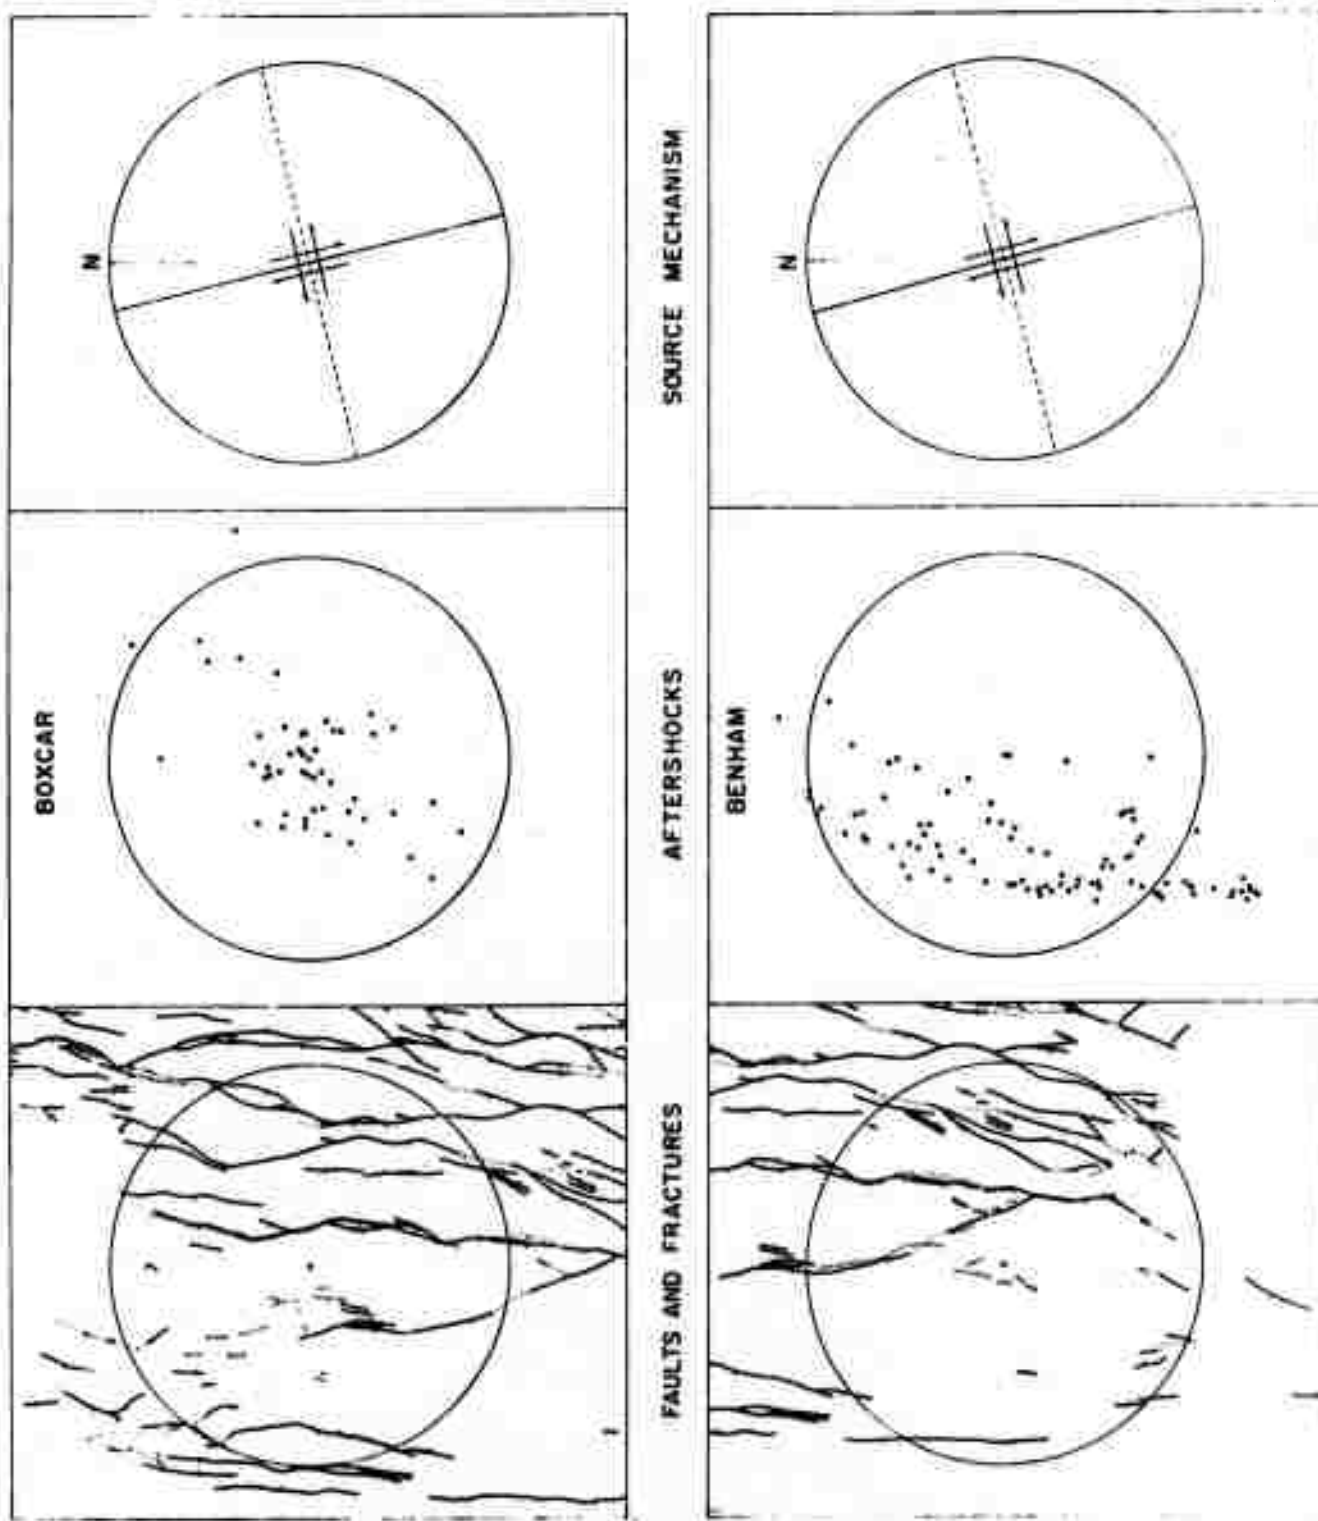 BOXCAR
N
FAULTS AND FRACTURES
AFTERSHOCKS
SOURCE MECHANISM
BENHAM
N